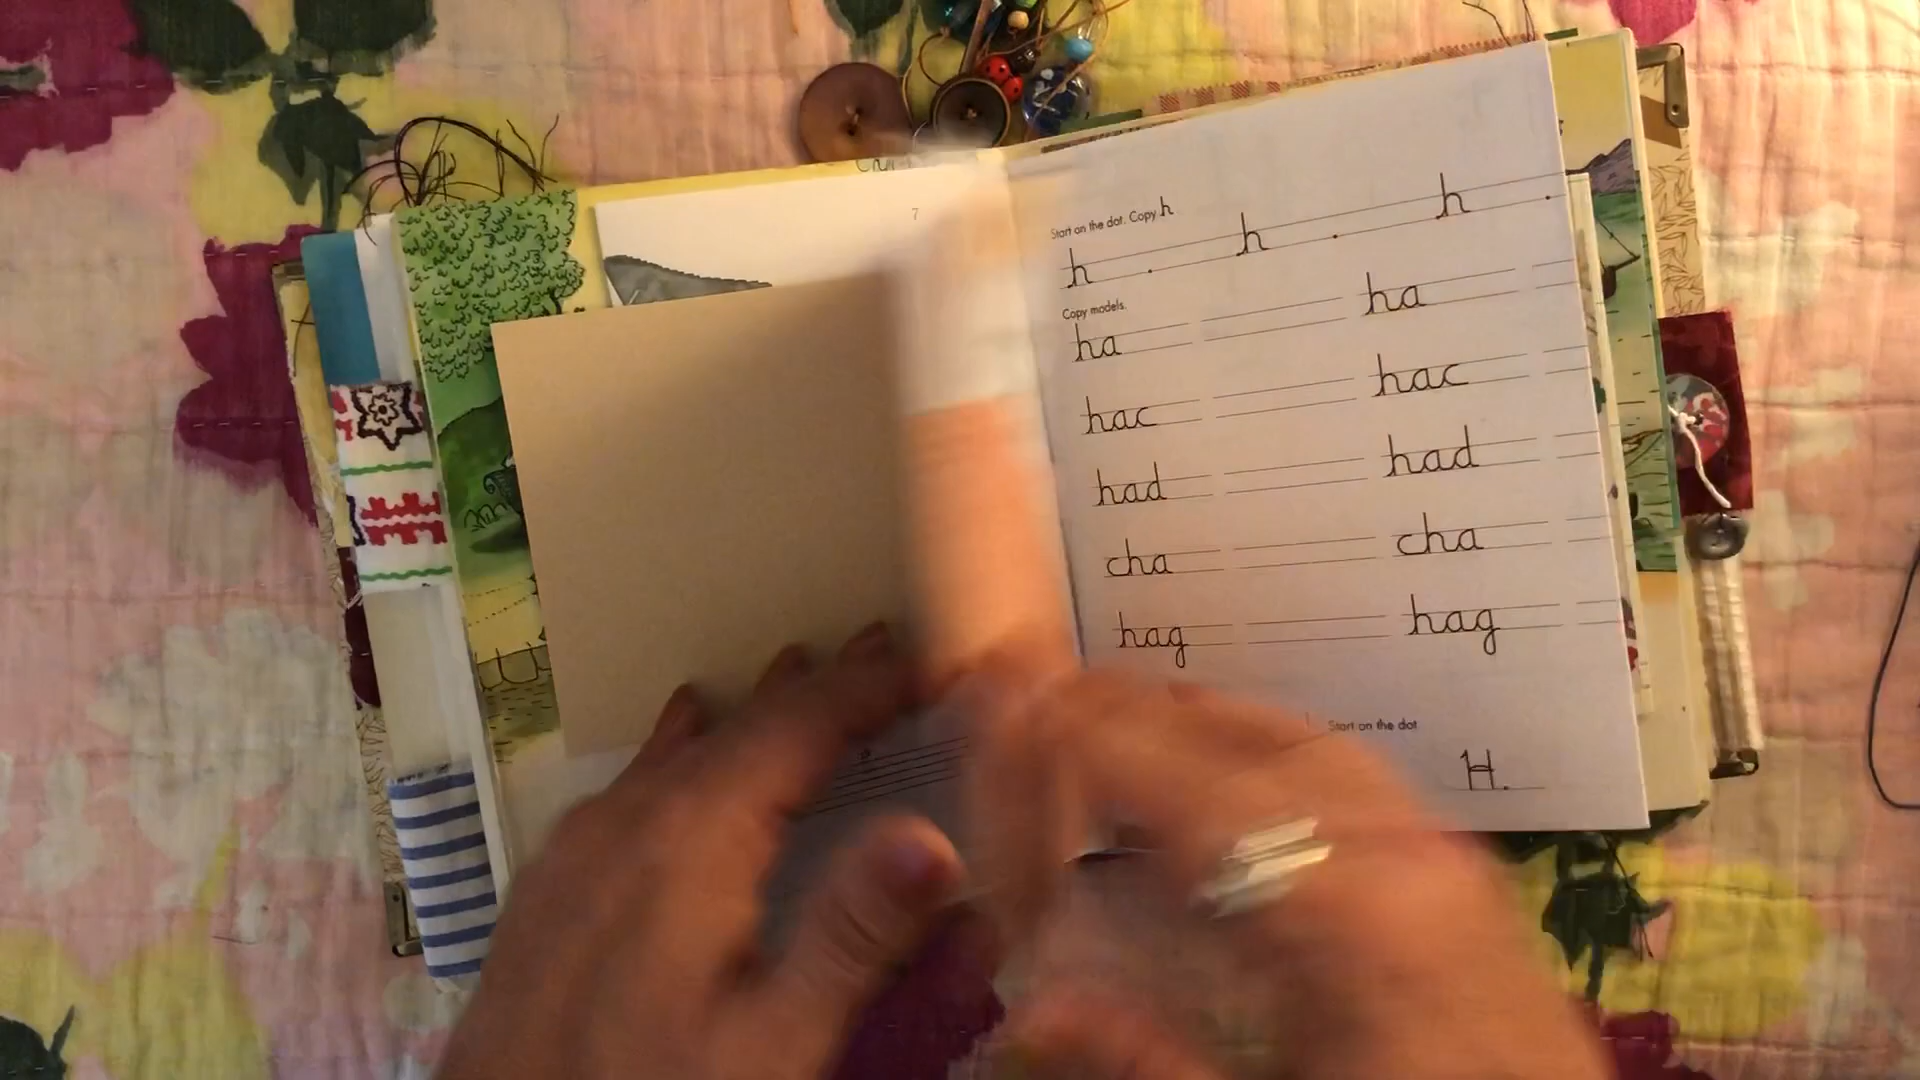 7
Start on the dot. Copy h
h . h . h .
Copy models.
ha ha
hac hac
had had
cha cha
hag hag
Start on the dot
H.